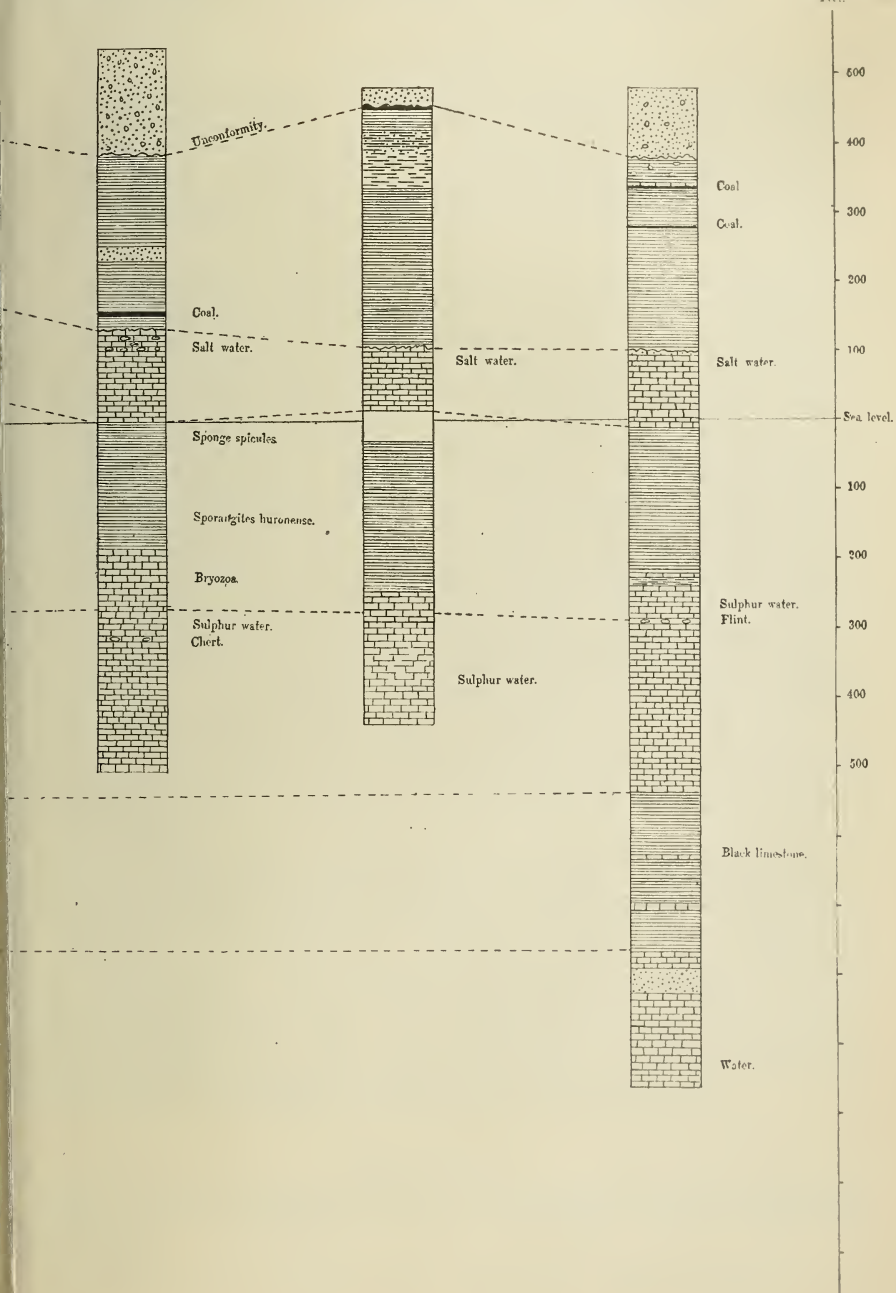 500
Unconformity.
400
Coal
300
Coal.
200
Coal.
Salt water.
100
Salt water.
Salt water.
Sea level.
Sponge spicules
100
Sporangites huronense.
200
Bryozoa.
Sulphur water.
Flint.
Sulphur water.
300
Chert.
Sulphur water.
400
500
Black limestone.
Water.